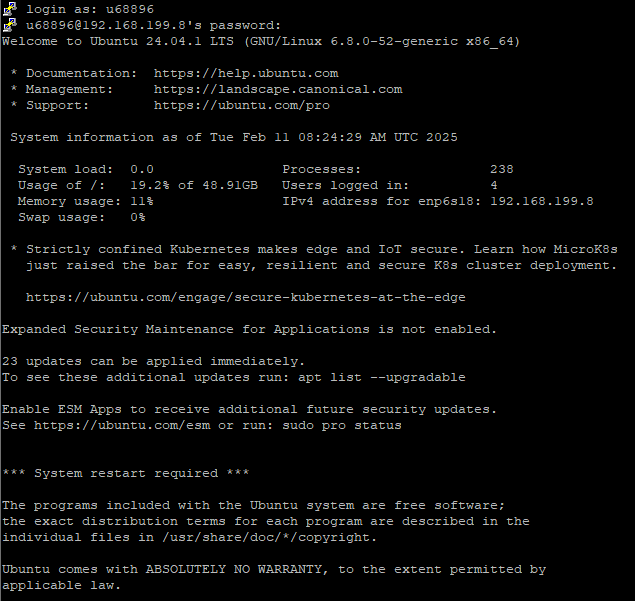 login as: u68896
u68896@192.168.199.8's password:
Welcome to Ubuntu 24.04.1 LTS (GNU/Linux 6.8.0-52-generic x86_64)
* Documentation:  https://help.ubuntu.com
* Management:     https://landscape.canonical.com
* Support:        https://ubuntu.com/pro
System information as of Tue Feb 11 08:24:29 AM UTC 2025
System load:  0.0                Processes:                238
Usage of /:   19.2% of 48.91GB   Users logged in:          4
Memory usage: 11%                IPv4 address for enp6s18: 192.168.199.8
Swap usage:   0%
* Strictly confined Kubernetes makes edge and IoT secure. Learn how MicroK8s
just raised the bar for easy, resilient and secure K8s cluster deployment.
https://ubuntu.com/engage/secure-kubernetes-at-the-edge
Expanded Security Maintenance for Applications is not enabled.
23 updates can be applied immediately.
To see these additional updates run: apt list --upgradable
Enable ESM Apps to receive additional future security updates.
See https://ubuntu.com/esm or run: sudo pro status
*** System restart required ***
The programs included with the Ubuntu system are free software;
the exact distribution terms for each program are described in the
individual files in /usr/share/doc/*/copyright.
Ubuntu comes with ABSOLUTELY NO WARRANTY, to the extent permitted by
applicable law.